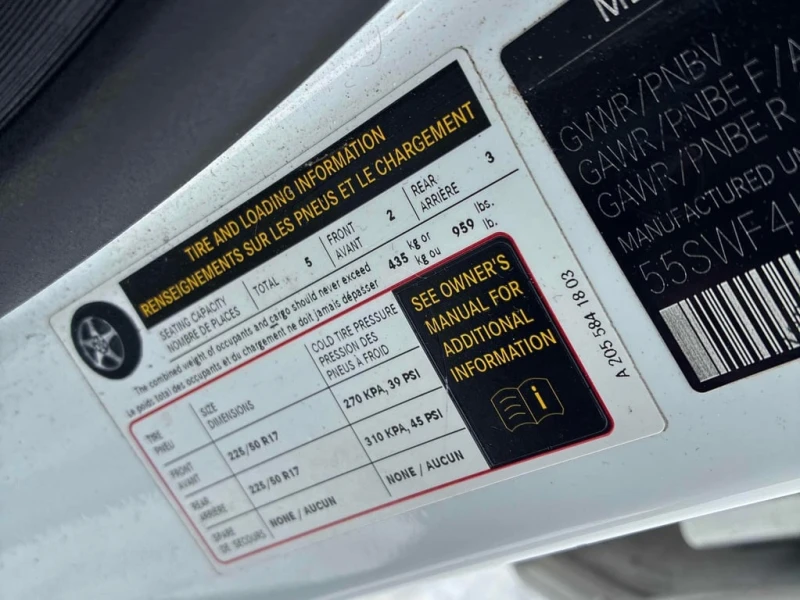 TIRE AND LOADING INFORMATION
RENSEIGNEMENTS SUR LES PNEUS ET LE CHARGEMENT
SEATING CAPACITY
NOMBRE DE PLACES
TOTAL 5
FRONT
AVANT 2
REAR
ARRIÈRE 3
The combined weight of occupants and cargo should never exceed 435 kg or 959 lbs.
Le poids total des occupants et du chargement ne doit jamais dépasser kg ou lb.
TIRE
PNEU
SIZE
DIMENSIONS
COLD TIRE PRESSURE
PRESSION DES
PNEUS À FROID
FRONT
AVANT
225/50 R17
270 KPA, 39 PSI
REAR
ARRIÈRE
225/50 R17
310 KPA, 45 PSI
SPARE
DE SECOURS
NONE / AUCUN
NONE / AUCUN
SEE OWNER'S
MANUAL FOR
ADDITIONAL
INFORMATION
i
A 205 584 18 03
GVWR/PNBV
GAWR/PNBE F/A
GAWR/PNBE R
MANUFACTURED
55SWF4